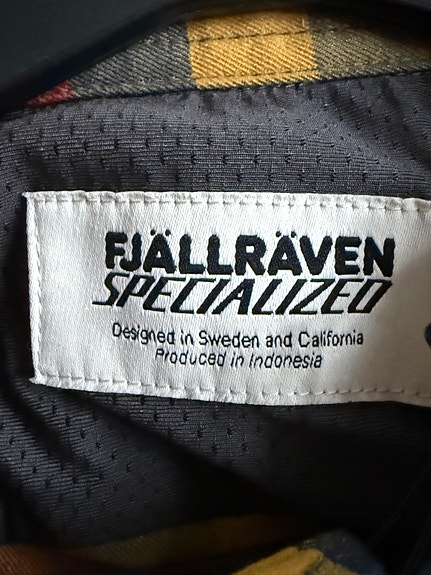 FJÄLLRÄVEN
SPECIALIZED
Designed in Sweden and California
Produced in Indonesia